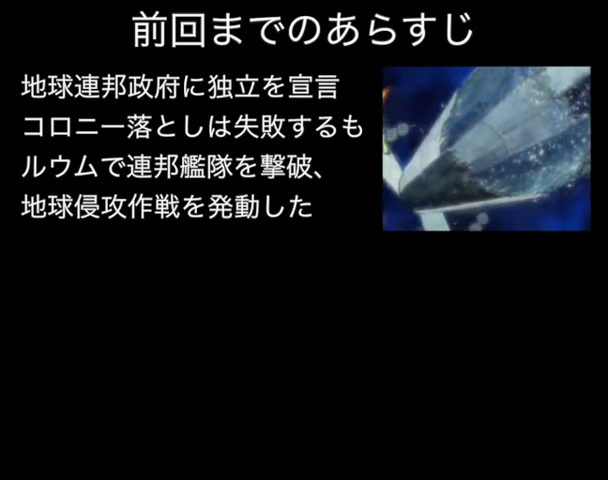 前回までのあらすじ
地球連邦政府に独立を宣言
コロニー落としは失敗するも
ルウムで連邦艦隊を撃破、
地球侵攻作戦を発動した